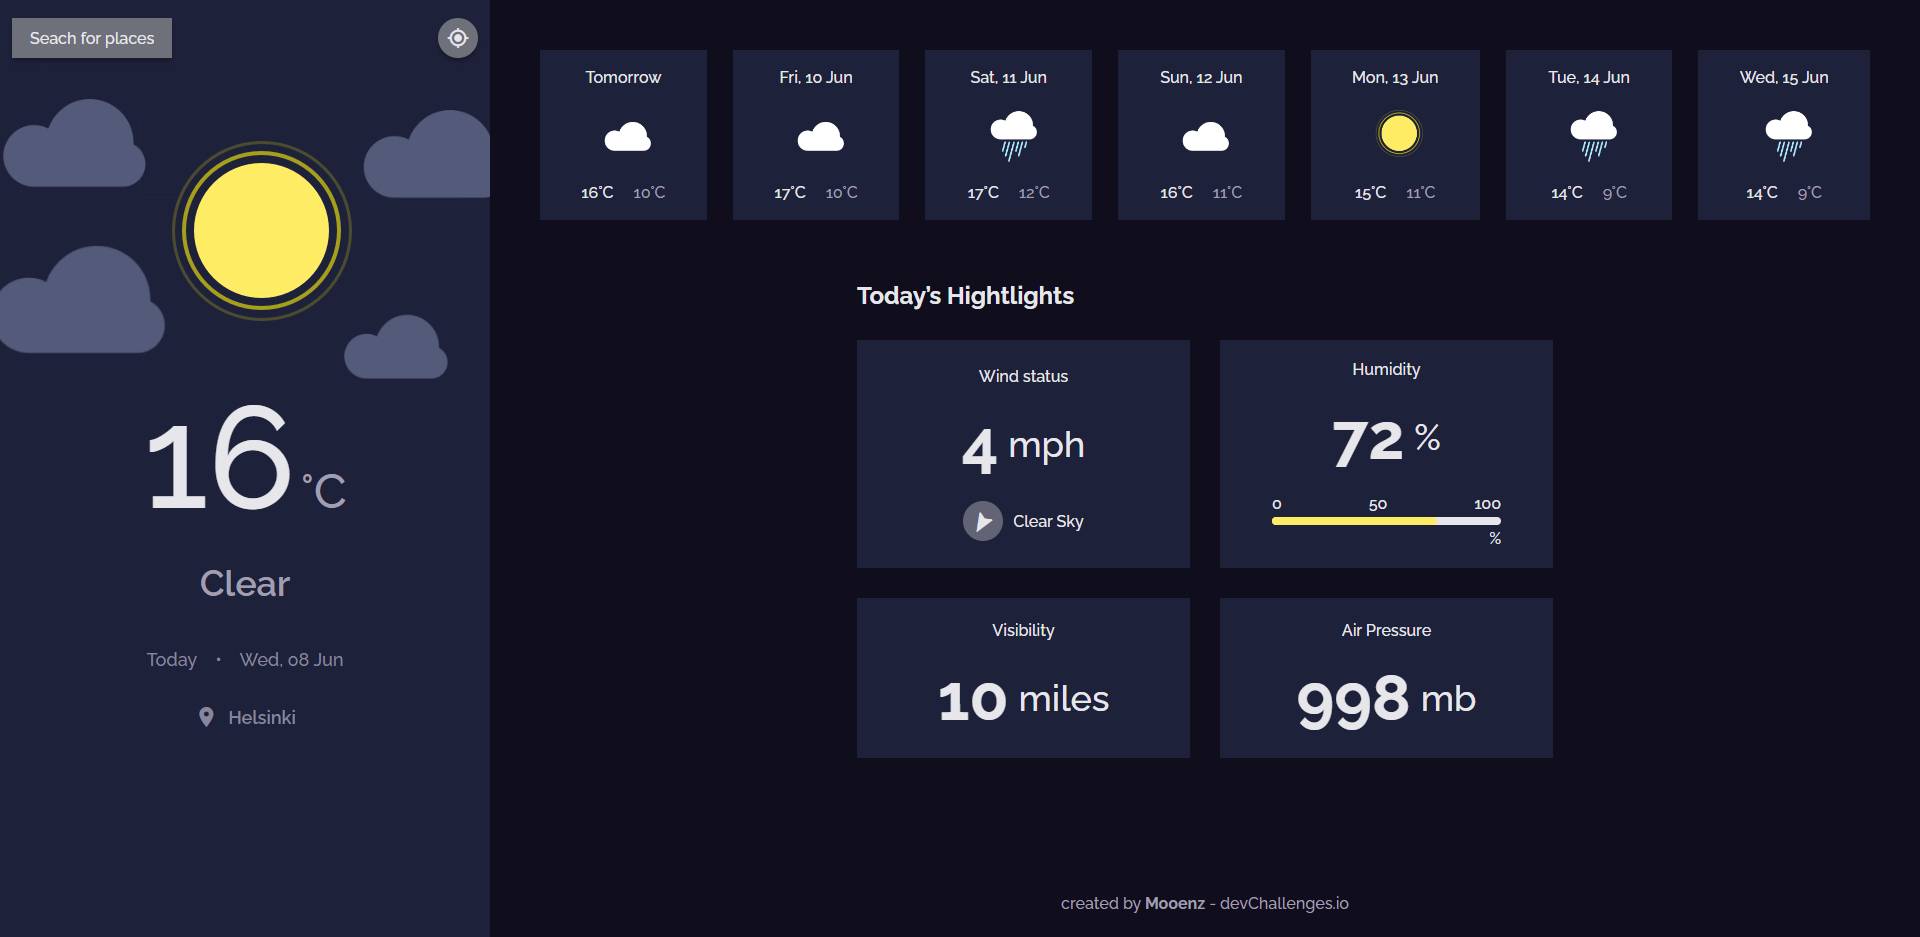 Seach for places
16 °C
Clear
Today • Wed, 08 Jun
Helsinki
Tomorrow
16°C 10°C
Fri, 10 Jun
17°C 10°C
Sat, 11 Jun
17°C 12°C
Sun, 12 Jun
16°C 11°C
Mon, 13 Jun
15°C 11°C
Tue, 14 Jun
14°C 9°C
Wed, 15 Jun
14°C 9°C
Today’s Hightlights
Wind status
4 mph
Clear Sky
Humidity
72 %
0 50 100
%
Visibility
10 miles
Air Pressure
998 mb
created by Mooenz - devChallenges.io